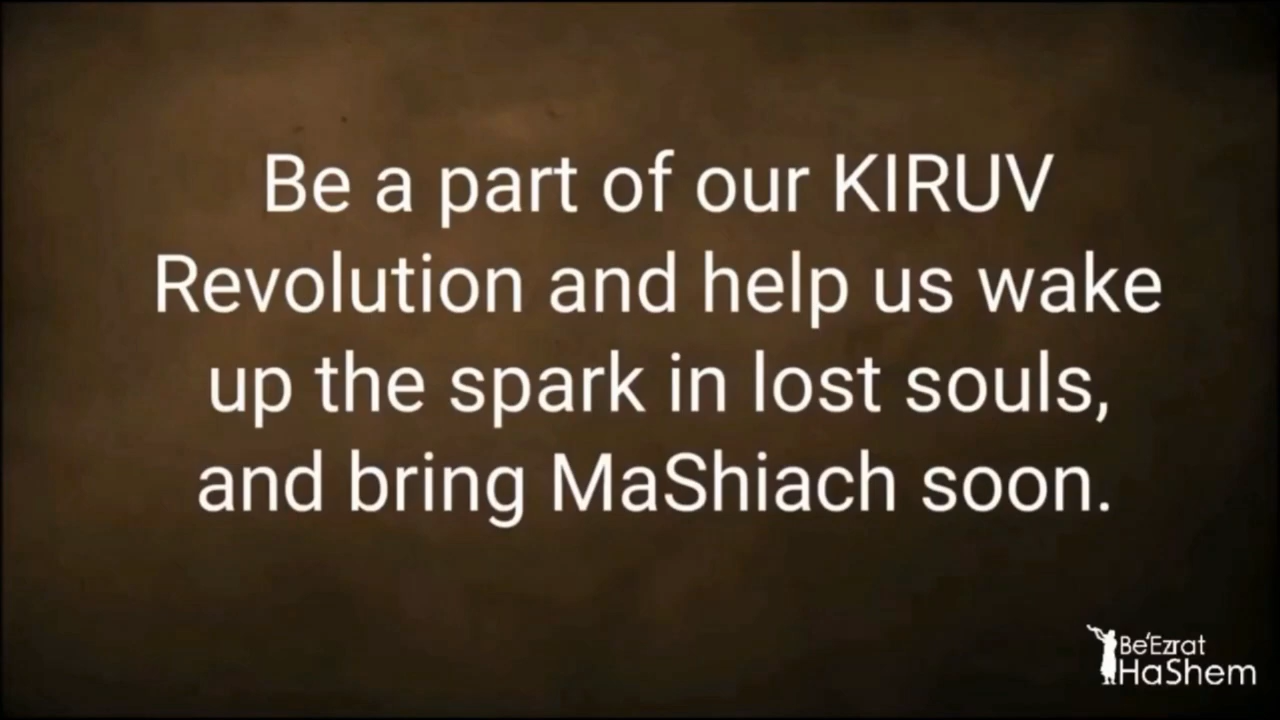 Be a part of our KIRUV
Revolution and help us wake
up the spark in lost souls,
and bring MaShiach soon.
Be'Ezrat
HaShem